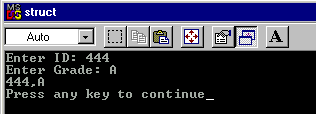 struct
Auto
A
Enter ID: 444
Enter Grade: A
444,A
Press any key to continue_